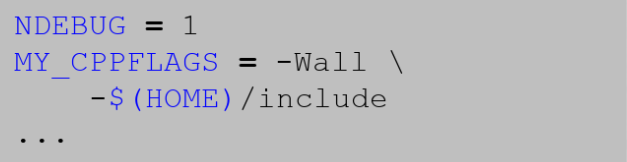 NDEBUG = 1
MY_CPPFLAGS = -Wall \
-$(HOME)/include
...